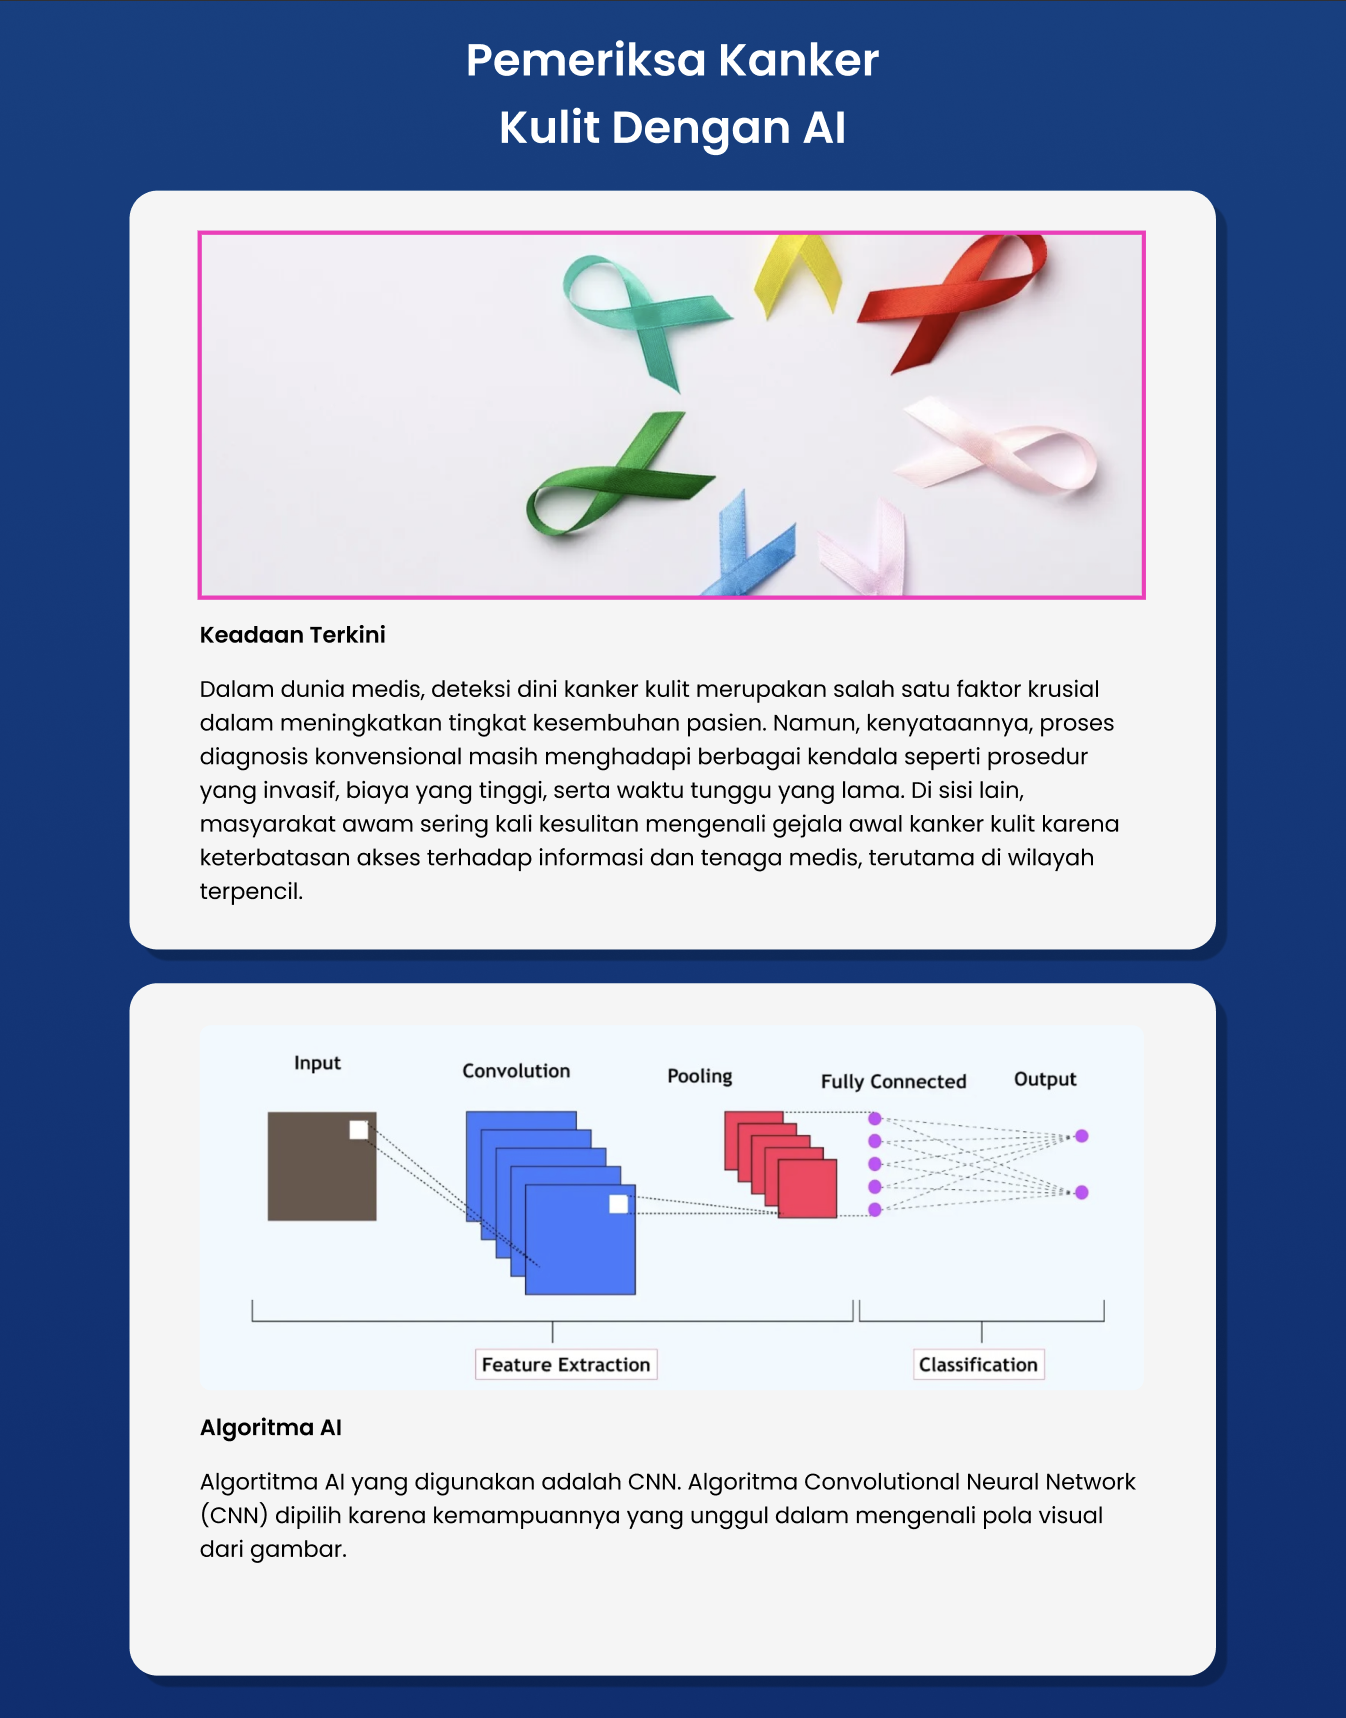 Pemeriksa Kanker
Kulit Dengan AI
Keadaan Terkini
Dalam dunia medis, deteksi dini kanker kulit merupakan salah satu faktor krusial
dalam meningkatkan tingkat kesembuhan pasien. Namun, kenyataannya, proses
diagnosis konvensional masih menghadapi berbagai kendala seperti prosedur
yang invasif, biaya yang tinggi, serta waktu tunggu yang lama. Di sisi lain,
masyarakat awam sering kali kesulitan mengenali gejala awal kanker kulit karena
keterbatasan akses terhadap informasi dan tenaga medis, terutama di wilayah
terpencil.
Input
Convolution
Pooling
Fully Connected
Output
Feature Extraction
Classification
Algoritma AI
Algortitma AI yang digunakan adalah CNN. Algoritma Convolutional Neural Network
(CNN) dipilih karena kemampuannya yang unggul dalam mengenali pola visual
dari gambar.